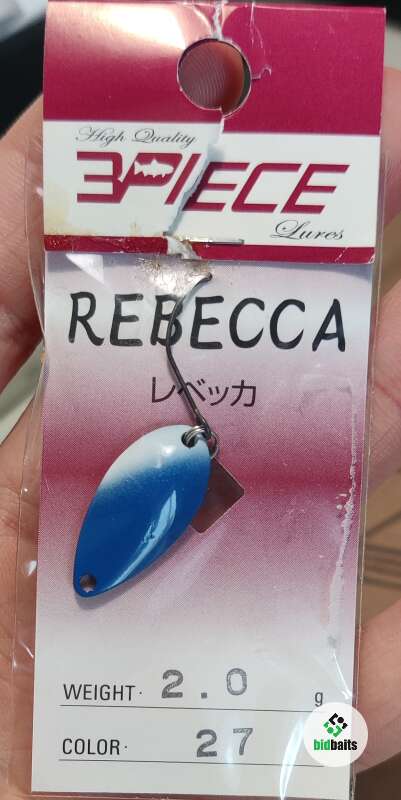 High Quality
3PIECE
Lures
REBECCA
レベッカ
WEIGHT· 2.0 g
COLOR· 27
bidbaits